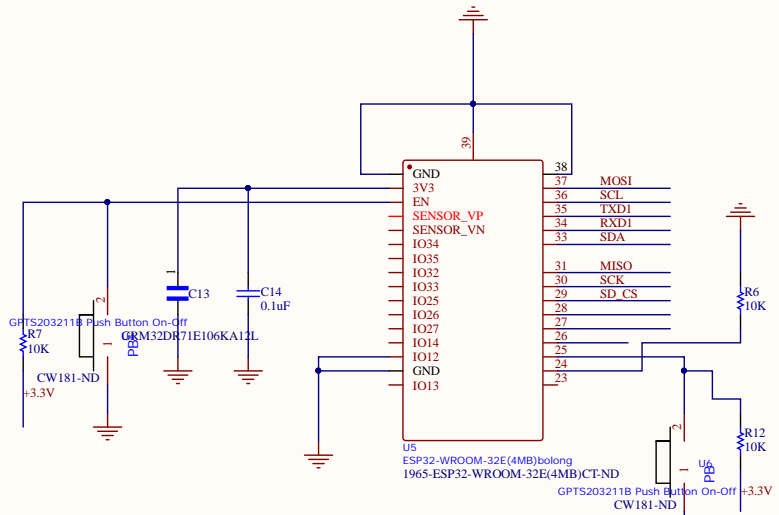 39
GND
3V3
EN
SENSOR_VP
SENSOR_VN
IO34
IO35
IO32
IO33
IO25
IO26
IO27
IO14
IO12
GND
IO13
38
37 MOSI
36 SCL
35 TXD1
34 RXD1
33 SDA
31 MISO
30 SCK
29 SD_CS
28
27
26
25
24
23
U5
ESP32-WROOM-32E(4MB)bolong
1965-ESP32-WROOM-32E(4MB)CT-ND
1
C13
GRM32DR71E106KA12L
C14
0.1uF
2
GPTS203211B Push Button On-Off
1
PB
CW181-ND
R7
10K
+3.3V
R6
10K
R12
10K
+3.3V
2
1
U6
PB
GPTS203211B Push Button On-Off
CW181-ND